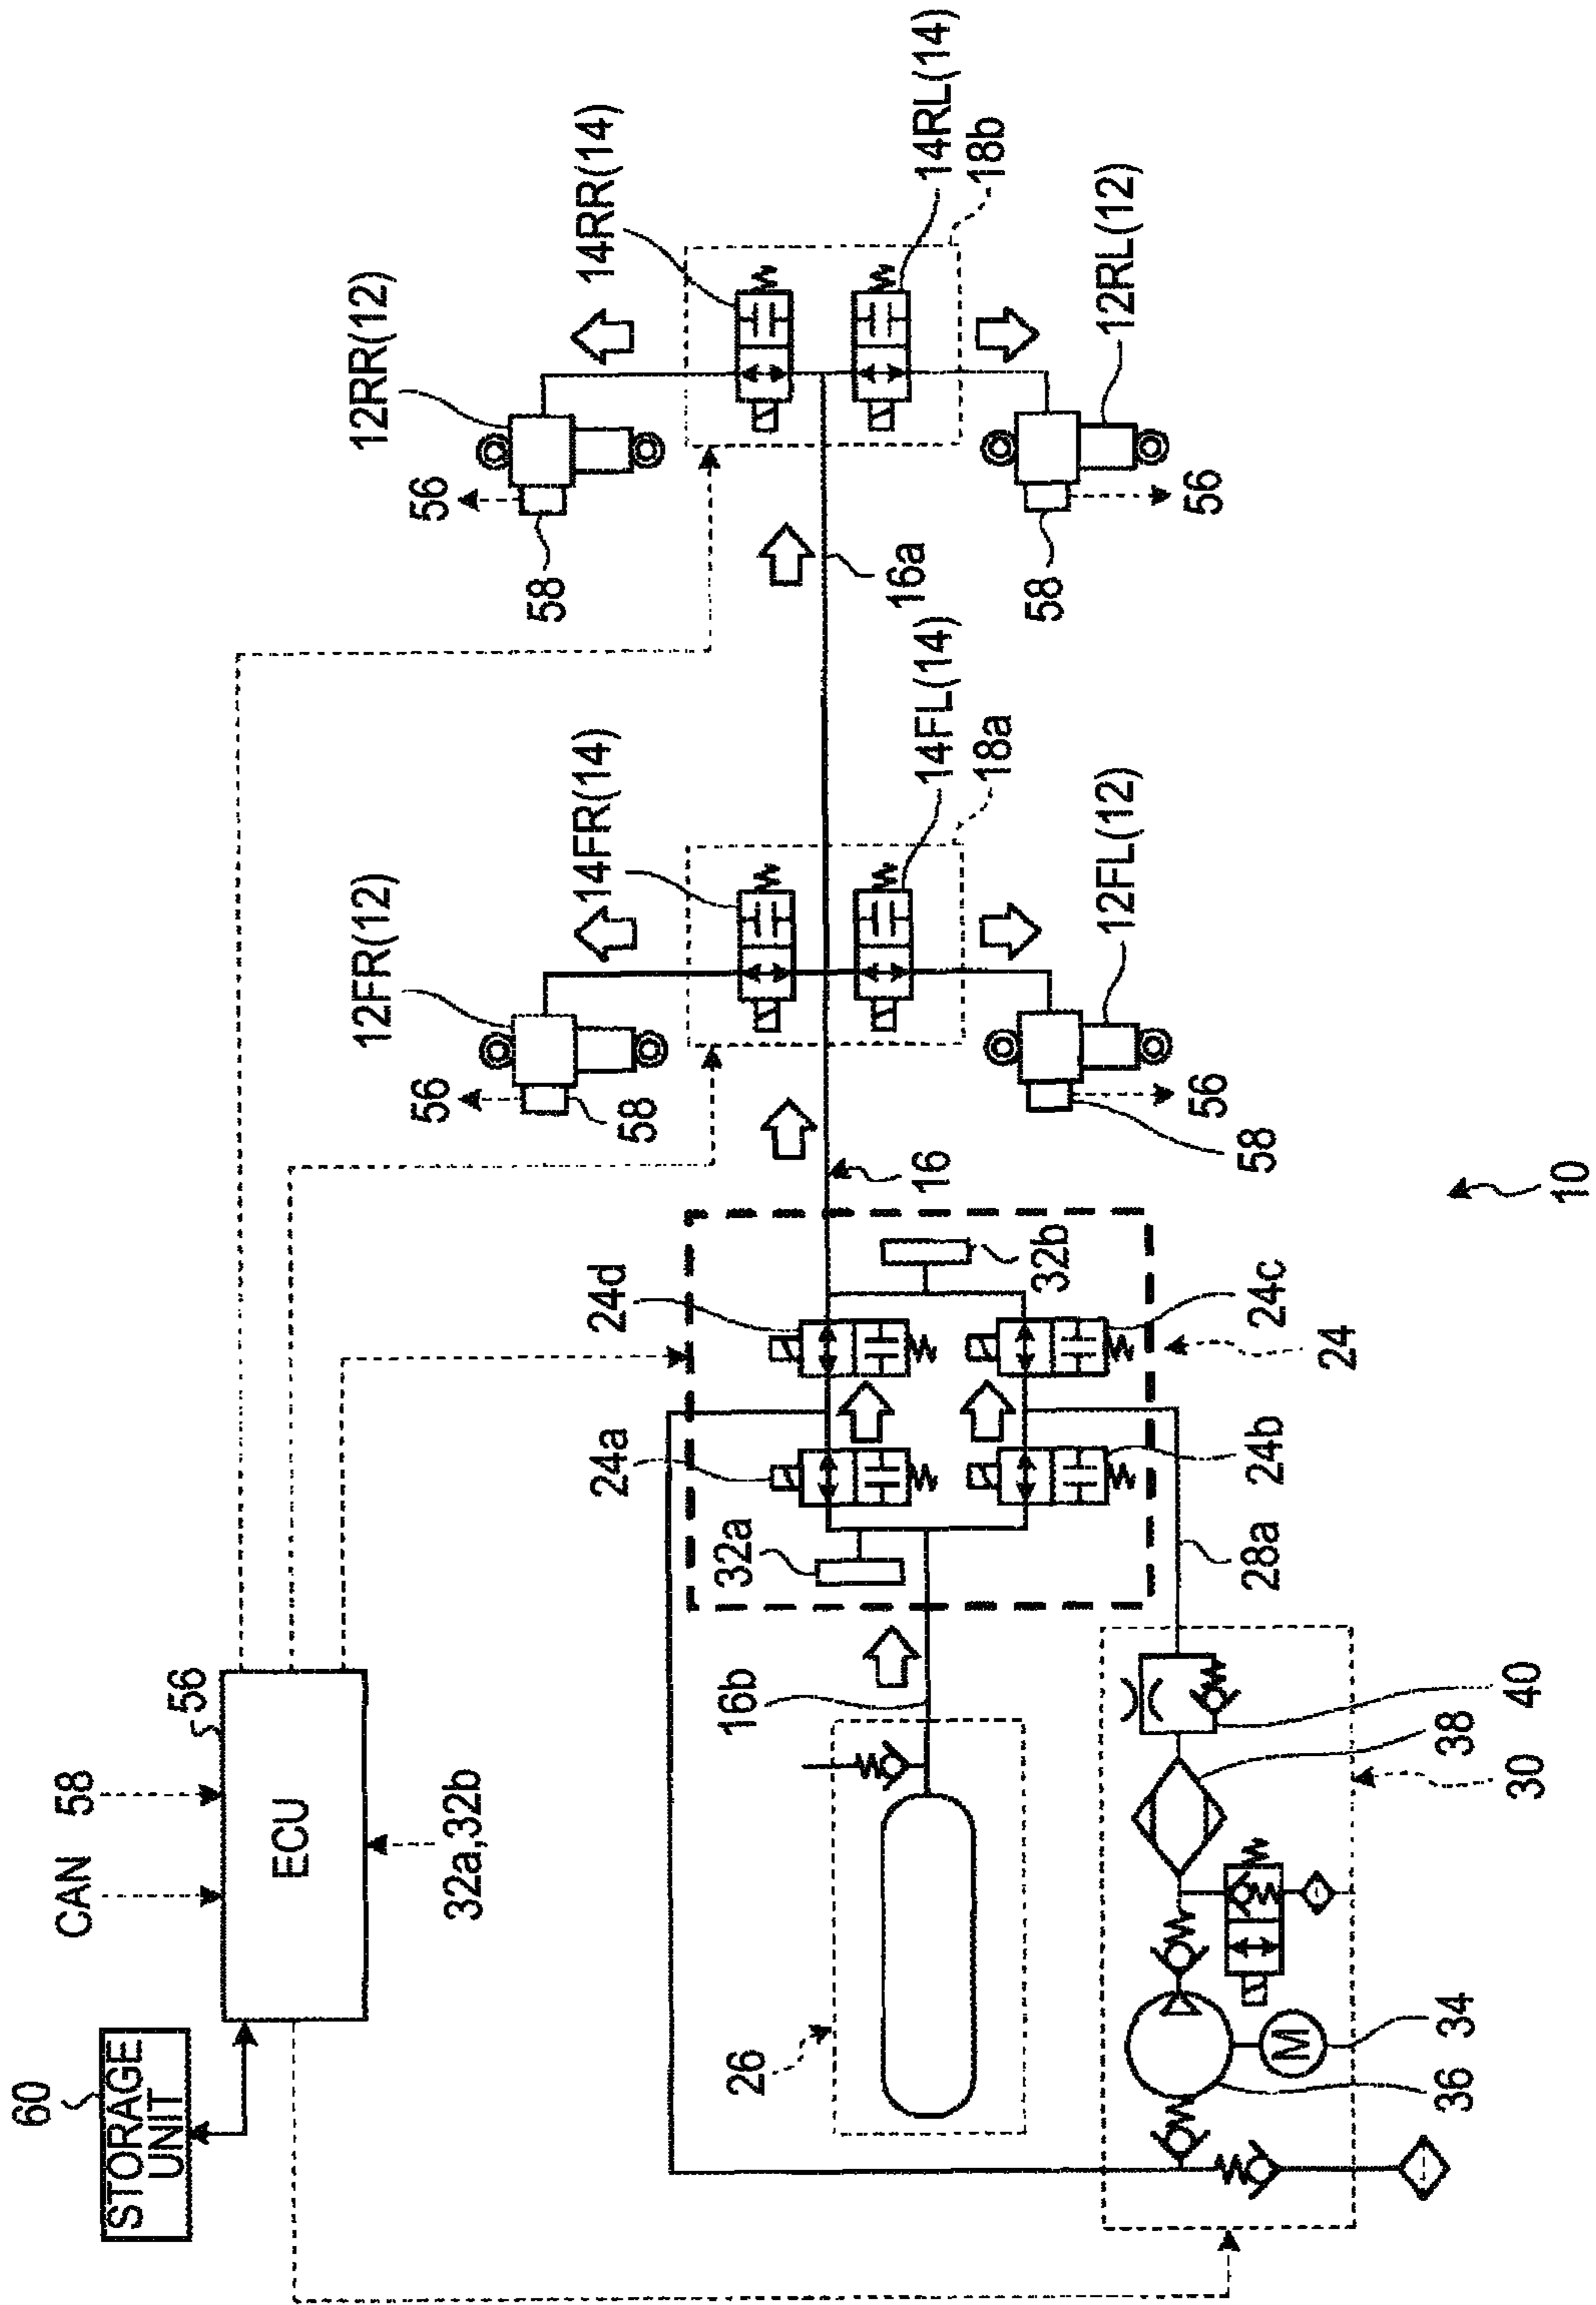 60
STORAGE
UNIT
CAN
58
56
ECU
32a,32b
12FR(12)
14FR(14)
12RR(12)
14RR(14)
56
58
56
58
24a
24d
16
16a
14FL(14)
18a
14RL(14)
18b
12FL(12)
12RL(12)
56
58
56
58
26
16b
32a
32b
24b
24c
24
28a
M
36
34
38
40
30
10